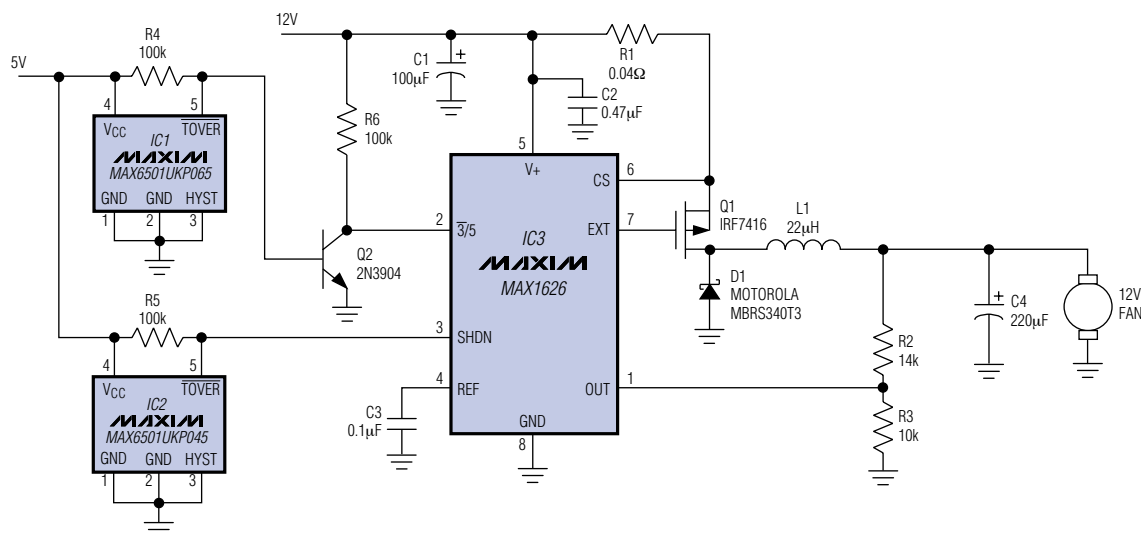 12V
5V
R4
100k
4
5
VCC
TOVER
IC1
MAXIM
MAX6501UKP065
GND
GND
HYST
1
2
3
R6
100k
C1
+
100µF
R1
0.04Ω
C2
0.47µF
5
V+
CS
6
2
3/5
EXT
7
Q1
IRF7416
IC3
MAXIM
MAX1626
Q2
2N3904
L1
22µH
D1
MOTOROLA
MBRS340T3
+
C4
220µF
12V
FAN
R5
100k
4
5
VCC
TOVER
IC2
MAXIM
MAX6501UKP045
GND
GND
HYST
1
2
3
3
SHDN
4
REF
C3
0.1µF
OUT
1
GND
8
R2
14k
R3
10k